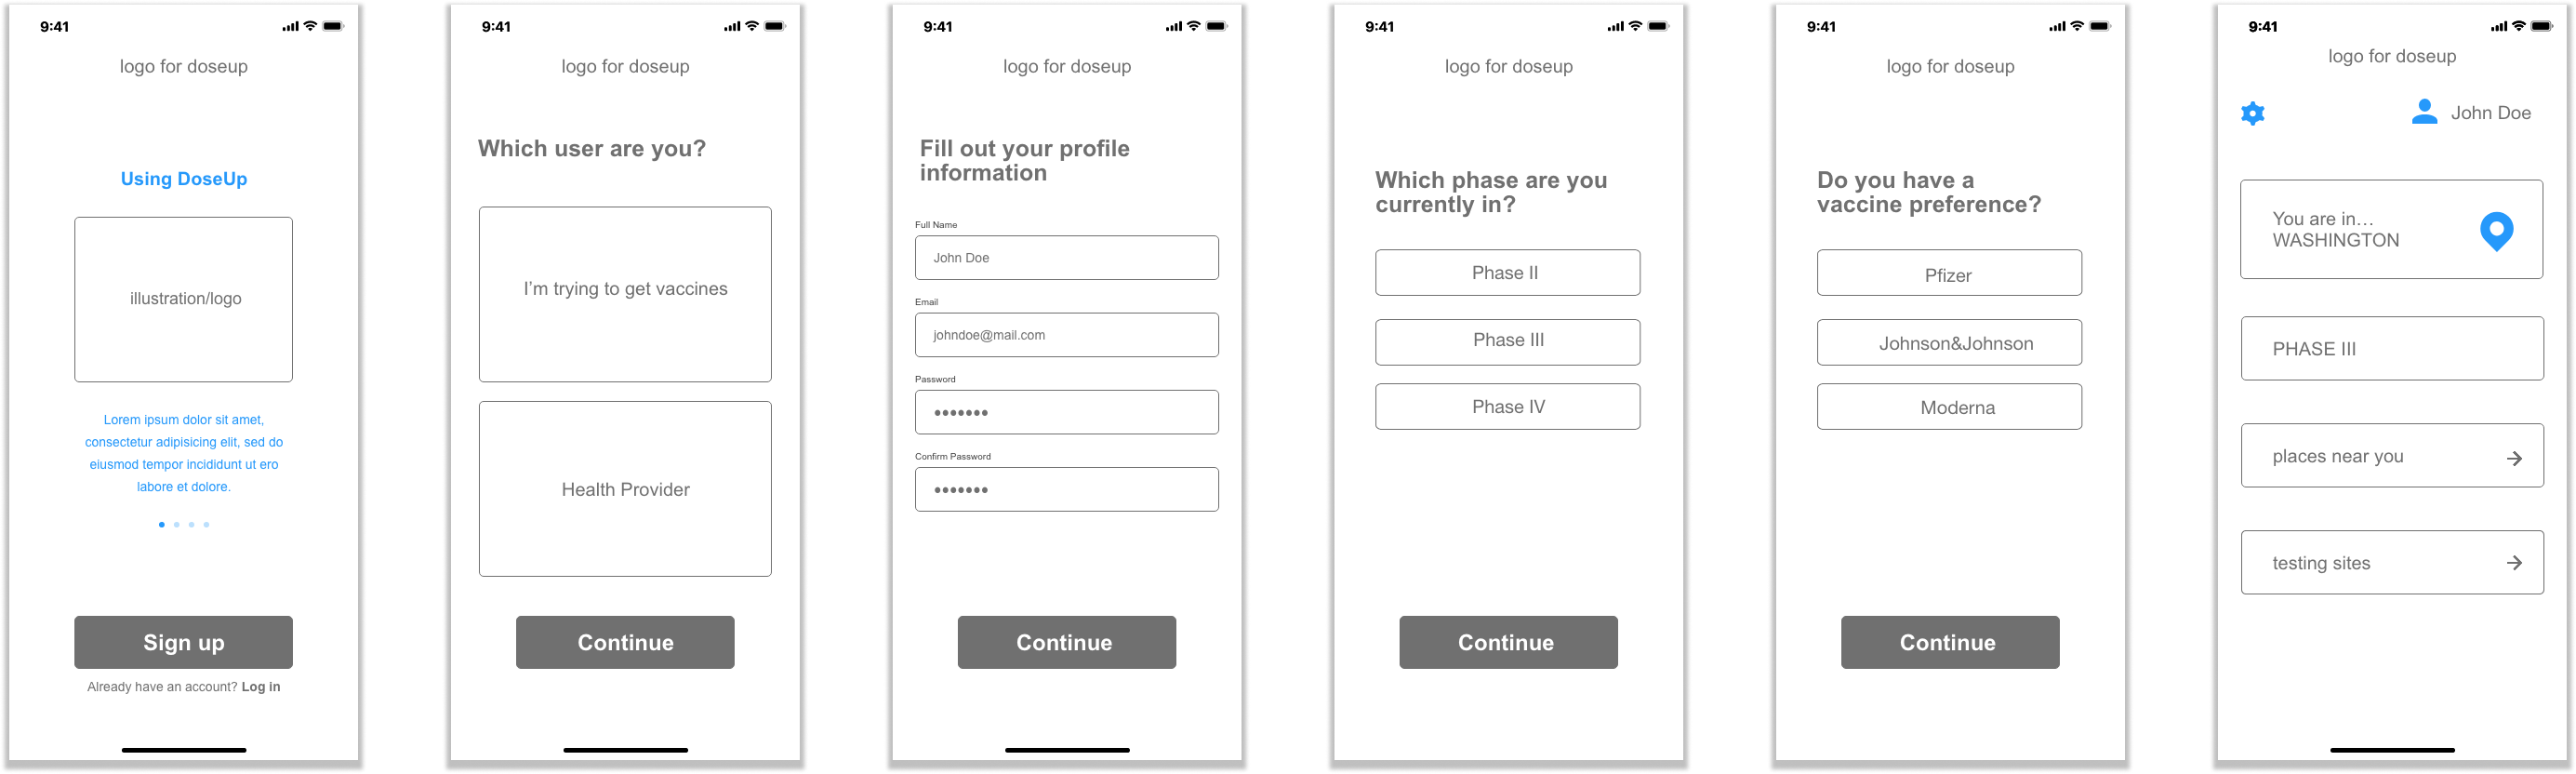 9:41
logo for doseup
Using DoseUp
illustration/logo
Lorem ipsum dolor sit amet,
consectetur adipisicing elit, sed do
eiusmod tempor incididunt ut ero
labore et dolore.
Sign up
Already have an account? Log in
9:41
logo for doseup
Which user are you?
I'm trying to get vaccines
Health Provider
Continue
9:41
logo for doseup
Fill out your profile
information
Full Name
John Doe
Email
johndoe@mail.com
Password
•••••••
Confirm Password
•••••••
Continue
9:41
logo for doseup
Which phase are you
currently in?
Phase II
Phase III
Phase IV
Continue
9:41
logo for doseup
Do you have a
vaccine preference?
Pfizer
Johnson&Johnson
Moderna
Continue
9:41
logo for doseup
John Doe
You are in…
WASHINGTON
PHASE III
places near you
testing sites